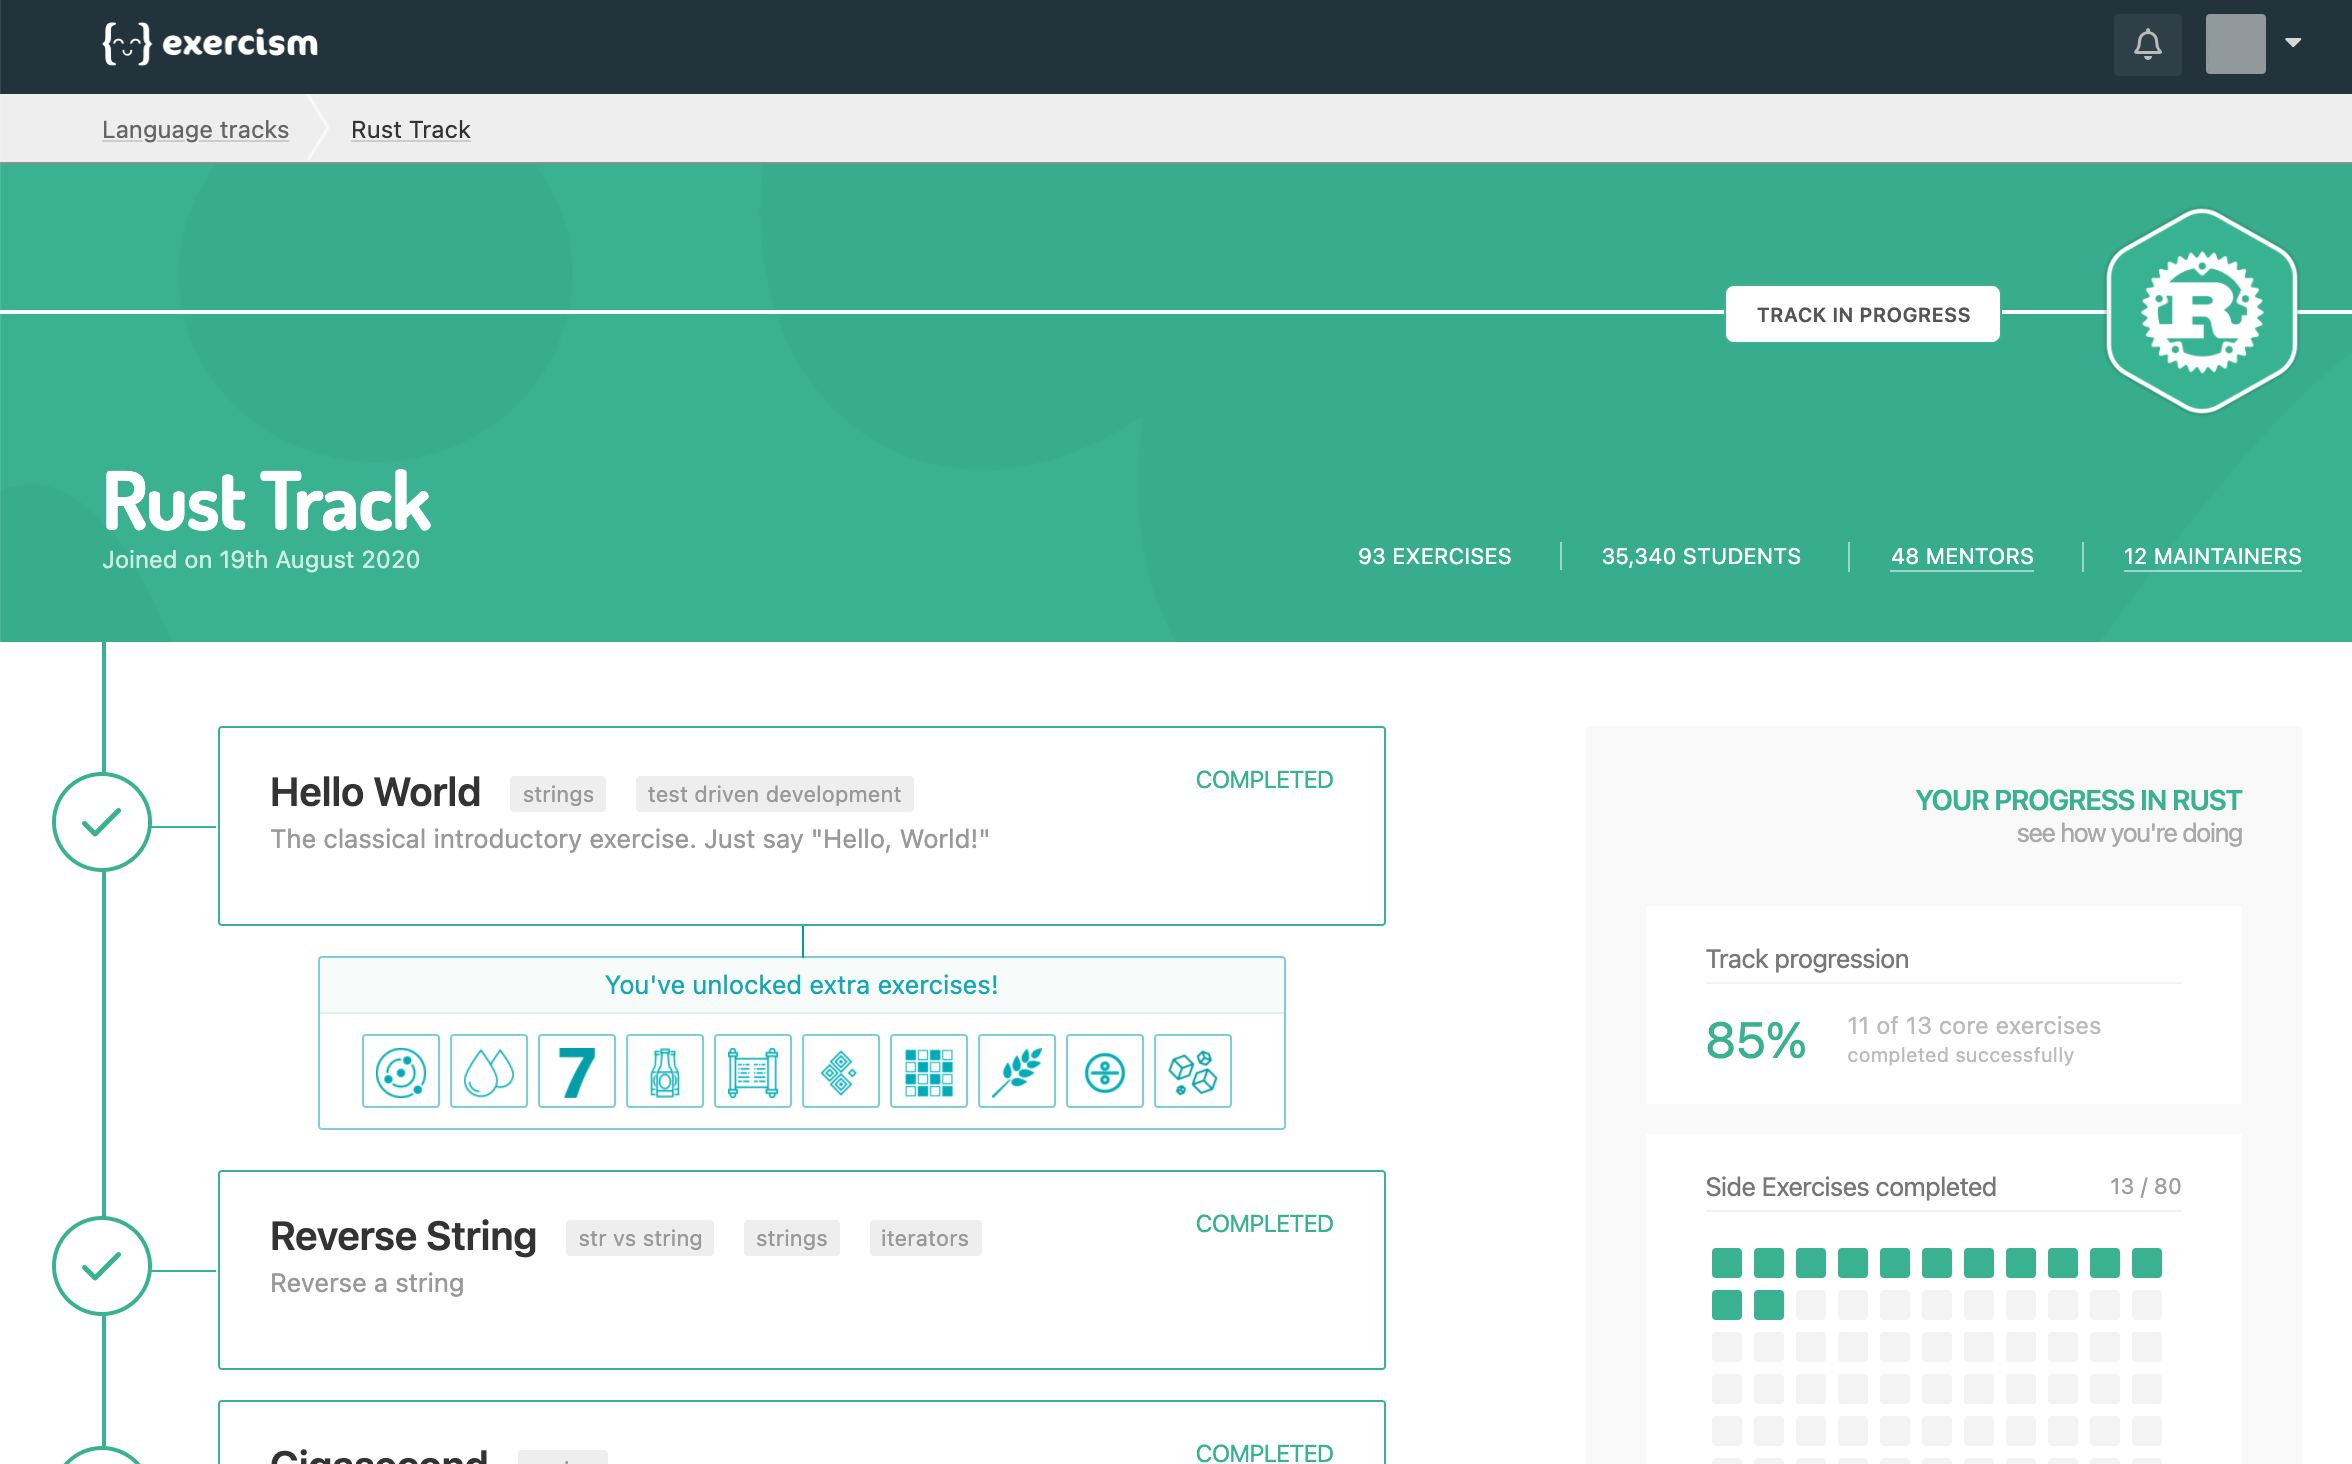 exercism
Language tracks
Rust Track
TRACK IN PROGRESS
R
Rust Track
Joined on 19th August 2020
93 EXERCISES
35,340 STUDENTS
48 MENTORS
12 MAINTAINERS
Hello World strings test driven development COMPLETED
The classical introductory exercise. Just say "Hello, World!"
You've unlocked extra exercises!
7
Reverse String str vs string strings iterators COMPLETED
Reverse a string
Gigasecond COMPLETED
YOUR PROGRESS IN RUST
see how you're doing
Track progression
85% 11 of 13 core exercises
completed successfully
Side Exercises completed 13 / 80